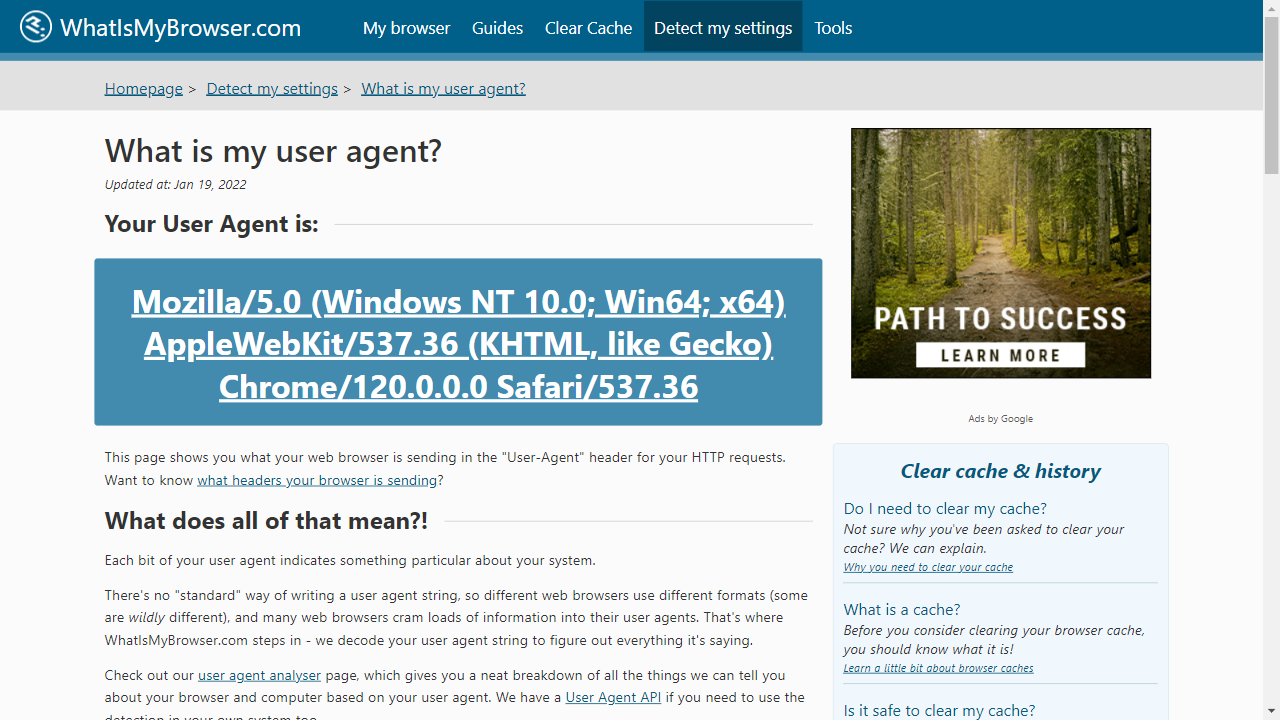 WhatIsMyBrowser.com
My browser Guides Clear Cache Detect my settings Tools
Homepage > Detect my settings > What is my user agent?
What is my user agent?
Updated at: Jan 19, 2022
Your User Agent is:
Mozilla/5.0 (Windows NT 10.0; Win64; x64)
AppleWebKit/537.36 (KHTML, like Gecko)
Chrome/120.0.0.0 Safari/537.36
This page shows you what your web browser is sending in the "User-Agent" header for your HTTP requests.
Want to know what headers your browser is sending?
What does all of that mean?!
Each bit of your user agent indicates something particular about your system.
There's no "standard" way of writing a user agent string, so different web browsers use different formats (some
are wildly different), and many web browsers cram loads of information into their user agents. That's where
WhatIsMyBrowser.com steps in - we decode your user agent string to figure out everything it's saying.
Check out our user agent analyser page, which gives you a neat breakdown of all the things we can tell you
about your browser and computer based on your user agent. We have a User Agent API if you need to use the
detection in your own system too.
PATH TO SUCCESS
LEARN MORE
Ads by Google
Clear cache & history
Do I need to clear my cache?
Not sure why you've been asked to clear your
cache? We can explain.
Why you need to clear your cache
What is a cache?
Before you consider clearing your browser cache,
you should know what it is!
Learn a little bit about browser caches
Is it safe to clear my cache?